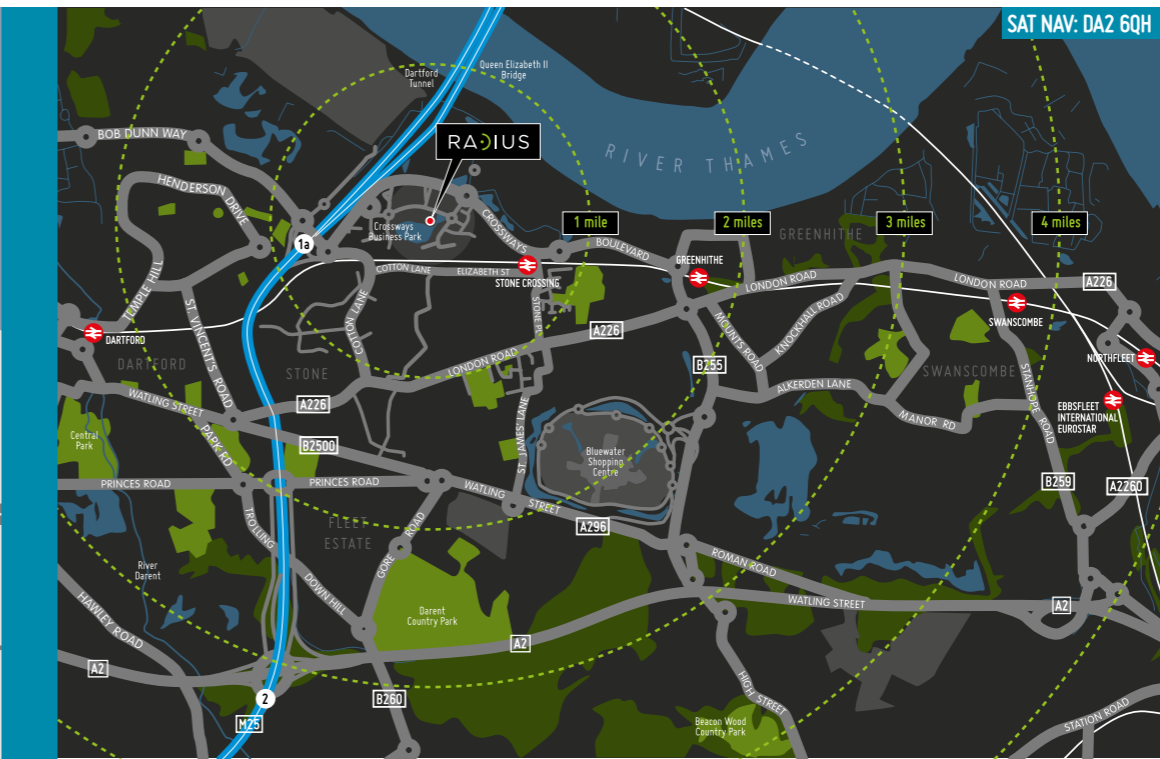 SAT NAV: DA2 6QH
Queen Elizabeth II
Bridge
Dartford
Tunnel
BOB DUNN WAY
RADIUS
RIVER THAMES
HENDERSON DRIVE
CROSSWAYS
BOULEVARD
1 mile
2 miles
3 miles
4 miles
Crossways
Business Park
1a
GREENHITHE
GREENHITHE
COTTON LANE
ELIZABETH ST
STONE CROSSING
LONDON ROAD
LONDON ROAD
A226
TEMPLE HILL
ST. VINCENT'S ROAD
COTTON LANE
STONE PL
MOUNTS ROAD
KNOCKHALL ROAD
SWANSCOMBE
DARTFORD
DARTFORD
STONE
LONDON ROAD
A226
B255
NORTHFLEET
SWANSCOMBE
STANHOPE ROAD
WATLING STREET
A226
ALKERDEN LANE
MANOR RD
EBBSFLEET
INTERNATIONAL
EUROSTAR
Central
Park
PARK RD
B2500
ST. JAMES' LANE
Bluewater
Shopping
Centre
PRINCES ROAD
PRINCES ROAD
WATLING
STREET
B259
A2260
TROLLING
DOWN HILL
FLEET
ESTATE
GORE ROAD
A296
ROMAN ROAD
River
Darent
HAWLEY ROAD
Darent
Country Park
WATLING STREET
A2
A2
A2
2
M25
B260
HIGH STREET
Beacon Wood
Country Park
STATION ROAD